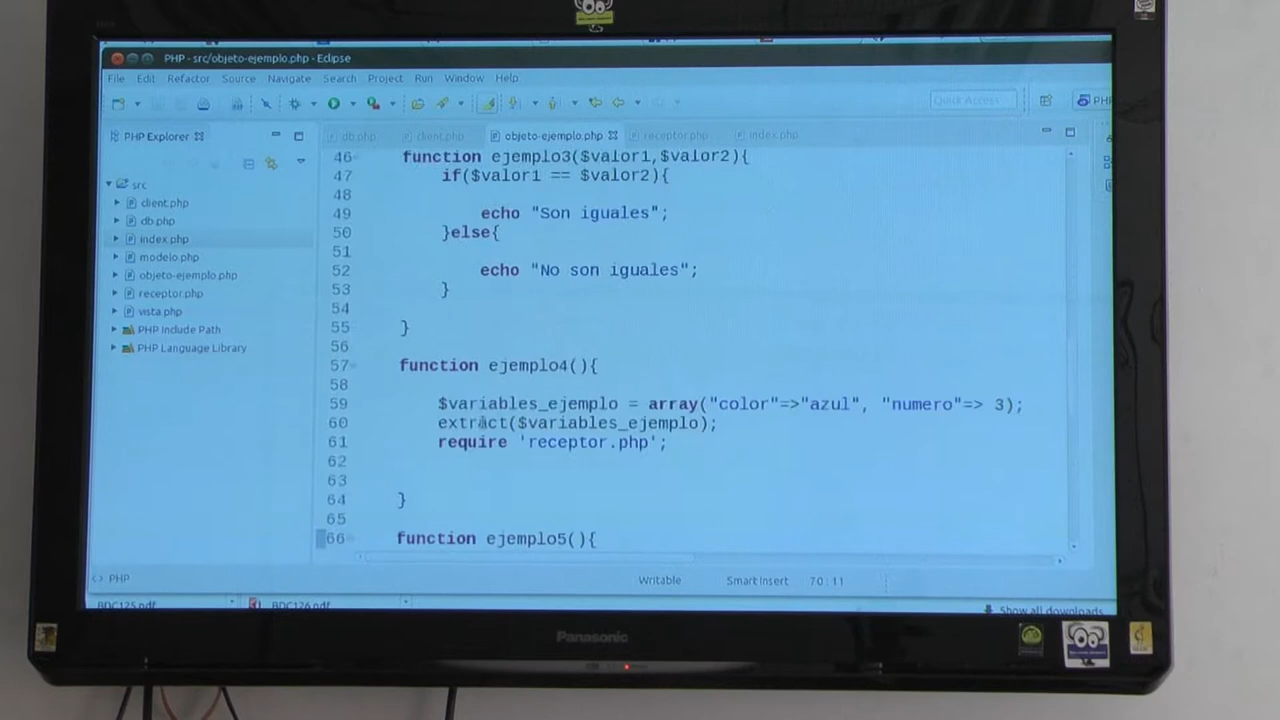 PHP - src/objeto-ejemplo.php - Eclipse
File Edit Refactor Source Navigate Search Project Run Window Help
Quick Access
PHP
PHP Explorer
db.php client.php objeto-ejemplo.php receptor.php index.php
src
client.php
db.php
index.php
modelo.php
objeto-ejemplo.php
receptor.php
vista.php
PHP Include Path
PHP Language Library
46 function ejemplo3($valor1,$valor2){
47 if($valor1 == $valor2){
48
49 echo "Son iguales";
50 }else{
51
52 echo "No son iguales";
53 }
54
55 }
56
57 function ejemplo4(){
58
59 $variables_ejemplo = array("color"=>"azul", "numero"=> 3);
60 extract($variables_ejemplo);
61 require 'receptor.php';
62
63
64 }
65
66 function ejemplo5(){
<> PHP
Writable Smart Insert 70:11
BDC125.pdf BDC126.pdf Show all downloads
Panasonic